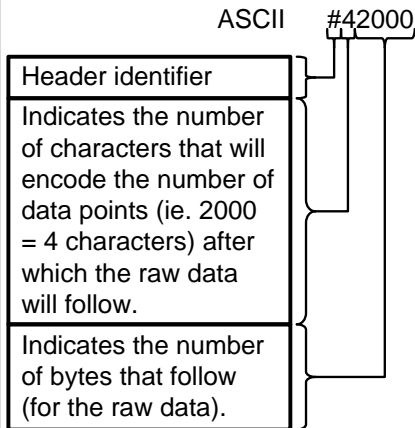 ASCII #42000
Header identifier
Indicates the number
of characters that will
encode the number of
data points (ie. 2000
= 4 characters) after
which the raw data
will follow.
Indicates the number
of bytes that follow
(for the raw data).